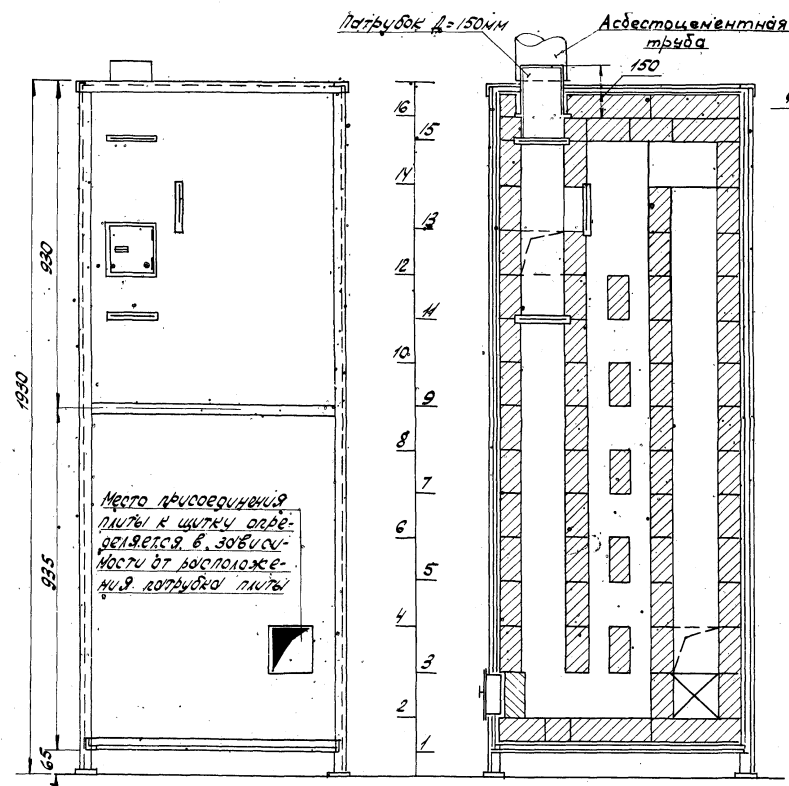 Патрубок Д=150мм
Асбестоцементная
труба
150
16
15
14
13
12
11
10
9
8
7
6
5
4
3
2
1
930
1930
935
65
Место присоединения
плиты к щитку опре-
деляется в зависи-
мости от расположе-
ния патрубка плиты